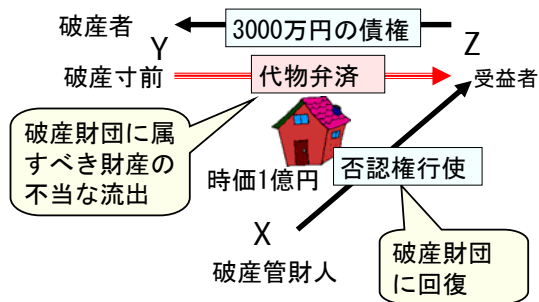 破産者
3000万円の債権
Y
Z
破産寸前
代物弁済
受益者
破産財団に属
すべき財産の
不当な流出
時価1億円
否認権行使
X
破産管財人
破産財団
に回復